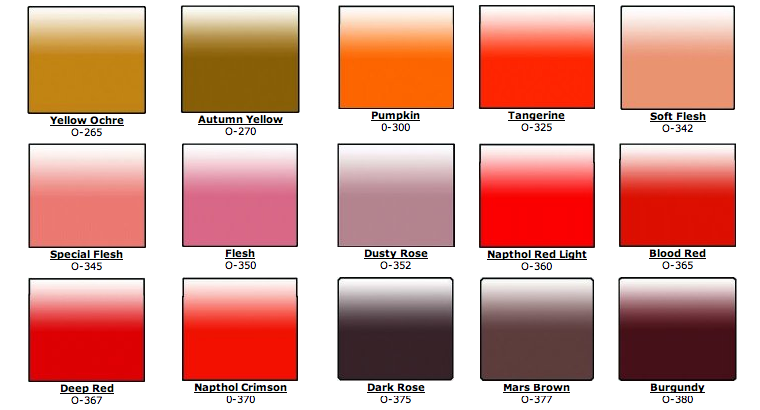 Yellow Ochre
O-265
Autumn Yellow
O-270
Pumpkin
0-300
Tangerine
O-325
Soft Flesh
O-342
Special Flesh
O-345
Flesh
O-350
Dusty Rose
O-352
Napthol Red Light
O-360
Blood Red
O-365
Deep Red
O-367
Napthol Crimson
0-370
Dark Rose
O-375
Mars Brown
O-377
Burgundy
O-380